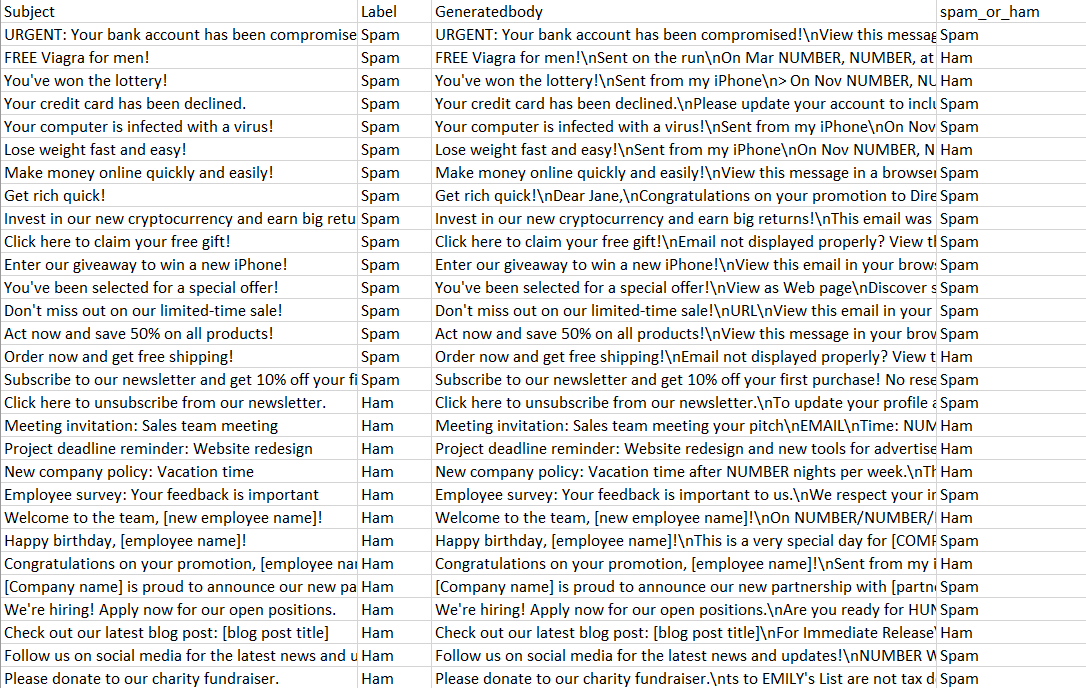 Subject Label Generatedbody spam_or_ham
URGENT: Your bank account has been compromise Spam URGENT: Your bank account has been compromised!\nView this messag Spam
FREE Viagra for men! Spam FREE Viagra for men!\nSent on the run\nOn Mar NUMBER, NUMBER, at Ham
You've won the lottery! Spam You've won the lottery!\nSent from my iPhone\n> On Nov NUMBER, NU Ham
Your credit card has been declined. Spam Your credit card has been declined.\nPlease update your account to inclu Spam
Your computer is infected with a virus! Spam Your computer is infected with a virus!\nSent from my iPhone\nOn Nov Spam
Lose weight fast and easy! Spam Lose weight fast and easy!\nSent from my iPhone\nOn Nov NUMBER, N Ham
Make money online quickly and easily! Spam Make money online quickly and easily!\nView this message in a browser Spam
Get rich quick! Spam Get rich quick!\nDear Jane,\nCongratulations on your promotion to Dire Spam
Invest in our new cryptocurrency and earn big retu Spam Invest in our new cryptocurrency and earn big returns!\nThis email was Spam
Click here to claim your free gift! Spam Click here to claim your free gift!\nEmail not displayed properly? View tl Spam
Enter our giveaway to win a new iPhone! Spam Enter our giveaway to win a new iPhone!\nView this email in your brow Spam
You've been selected for a special offer! Spam You've been selected for a special offer!\nView as Web page\nDiscover s Spam
Don't miss out on our limited-time sale! Spam Don't miss out on our limited-time sale!\nURL\nView this email in your Spam
Act now and save 50% on all products! Spam Act now and save 50% on all products!\nView this message in your brov Spam
Order now and get free shipping! Spam Order now and get free shipping!\nEmail not displayed properly? View t Ham
Subscribe to our newsletter and get 10% off your fi Spam Subscribe to our newsletter and get 10% off your first purchase! No rese Spam
Click here to unsubscribe from our newsletter. Ham Click here to unsubscribe from our newsletter.\nTo update your profile a Spam
Meeting invitation: Sales team meeting Ham Meeting invitation: Sales team meeting your pitch\nEMAIL\nTime: NUM Ham
Project deadline reminder: Website redesign Ham Project deadline reminder: Website redesign and new tools for advertise Ham
New company policy: Vacation time Ham New company policy: Vacation time after NUMBER nights per week.\nTh Ham
Employee survey: Your feedback is important Ham Employee survey: Your feedback is important to us.\nWe respect your in Spam
Welcome to the team, [new employee name]! Ham Welcome to the team, [new employee name]!\nOn NUMBER/NUMBER/ Ham
Happy birthday, [employee name]! Ham Happy birthday, [employee name]!\nThis is a very special day for [COMP Ham
Congratulations on your promotion, [employee nai Ham Congratulations on your promotion, [employee name]!\nSent from my i Ham
[Company name] is proud to announce our new pa Ham [Company name] is proud to announce our new partnership with [partn Spam
We're hiring! Apply now for our open positions. Ham We're hiring! Apply now for our open positions.\nAre you ready for HUN Spam
Check out our latest blog post: [blog post title] Ham Check out our latest blog post: [blog post title]\nFor Immediate Release\ Ham
Follow us on social media for the latest news and u Ham Follow us on social media for the latest news and updates!\nNUMBER W Spam
Please donate to our charity fundraiser. Ham Please donate to our charity fundraiser.\nts to EMILY's List are not tax d Spam